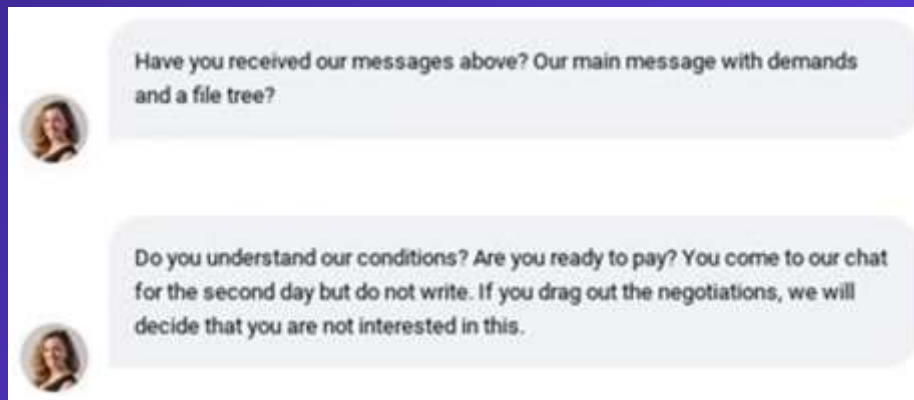 Have you received our messages above? Our main message with demands
and a file tree?
Do you understand our conditions? Are you ready to pay? You come to our chat
for the second day but do not write. If you drag out the negotiations, we will
decide that you are not interested in this.